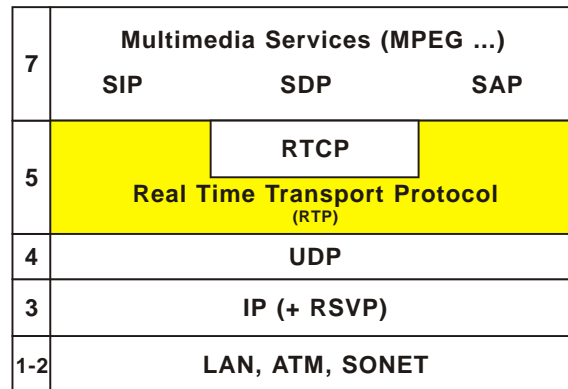 7
Multimedia Services (MPEG ...)
SIP SDP SAP
5
RTCP
Real Time Transport Protocol
(RTP)
4 UDP
3 IP (+ RSVP)
1-2 LAN, ATM, SONET